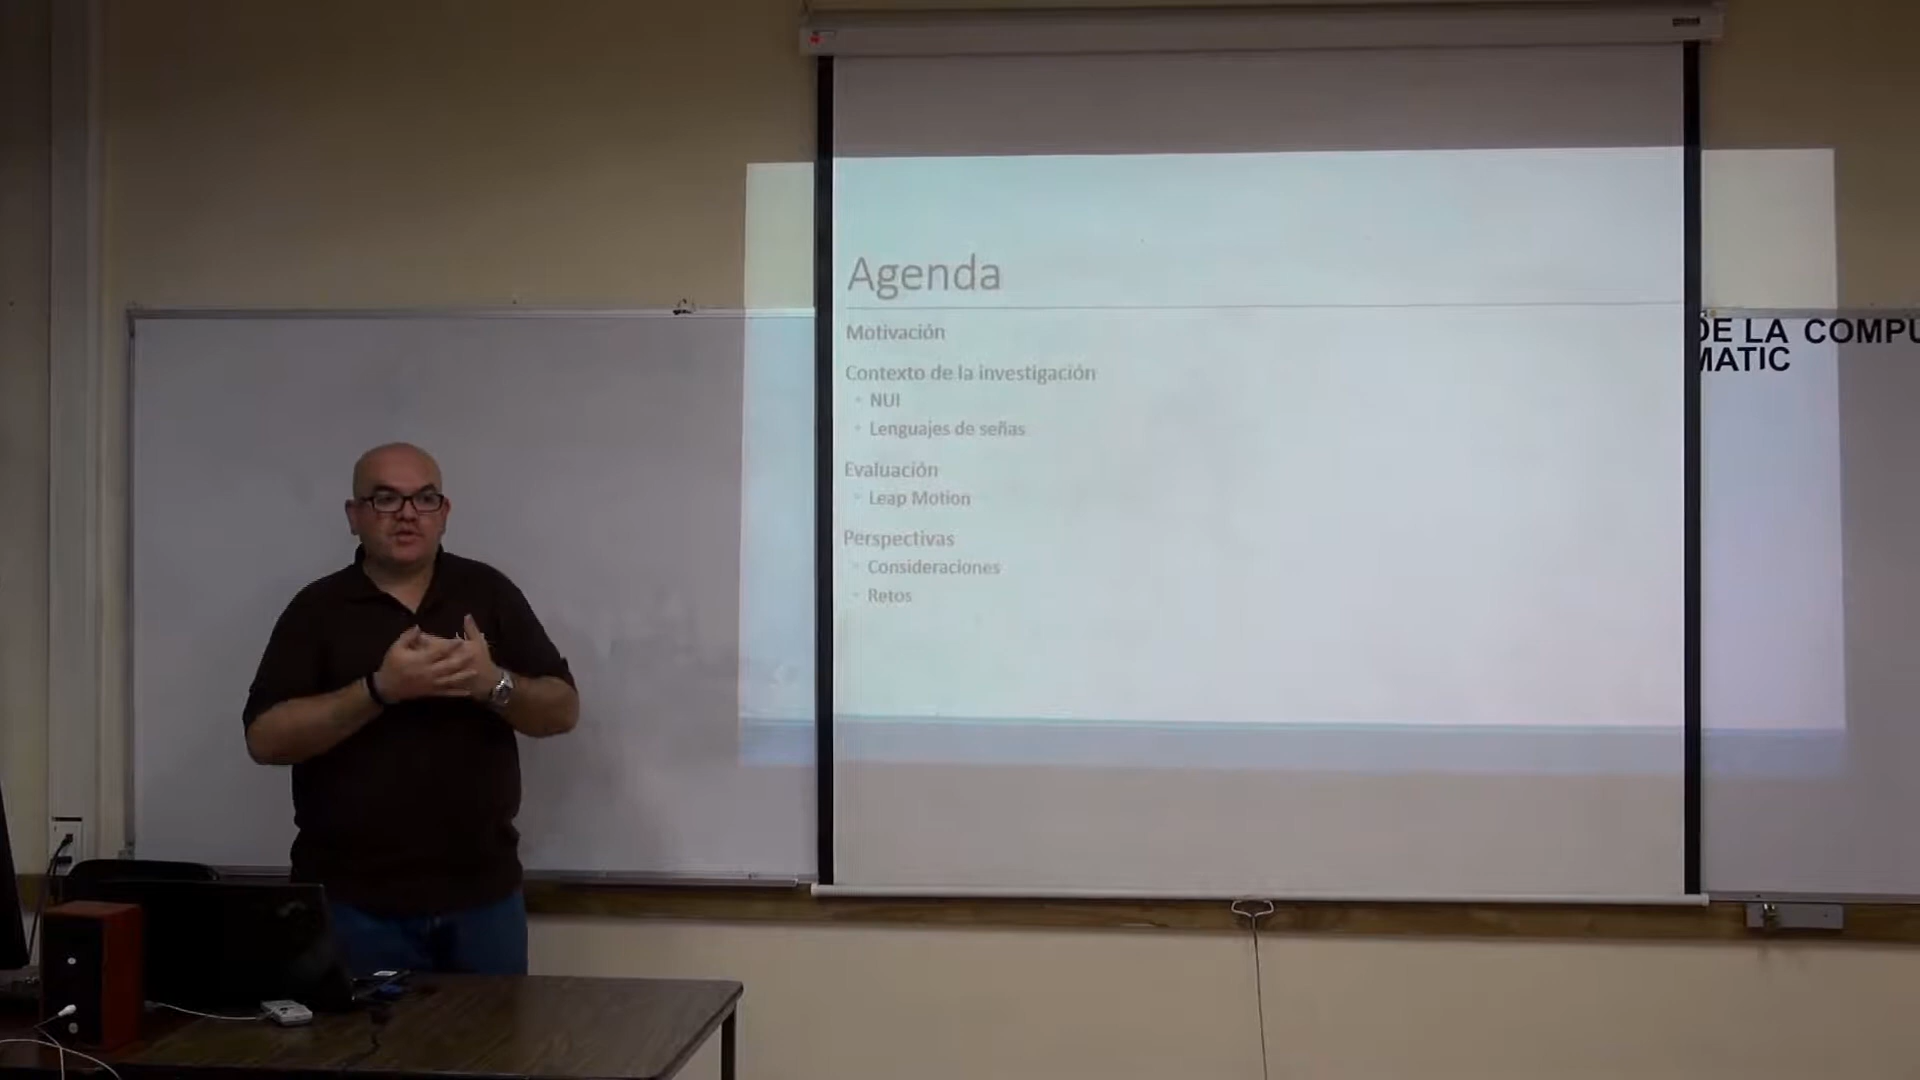 Agenda
Motivación
Contexto de la investigación
NUI
Lenguajes de señas
Evaluación
Leap Motion
Perspectivas
Consideraciones
Retos
DE LA COMPU
MATIC